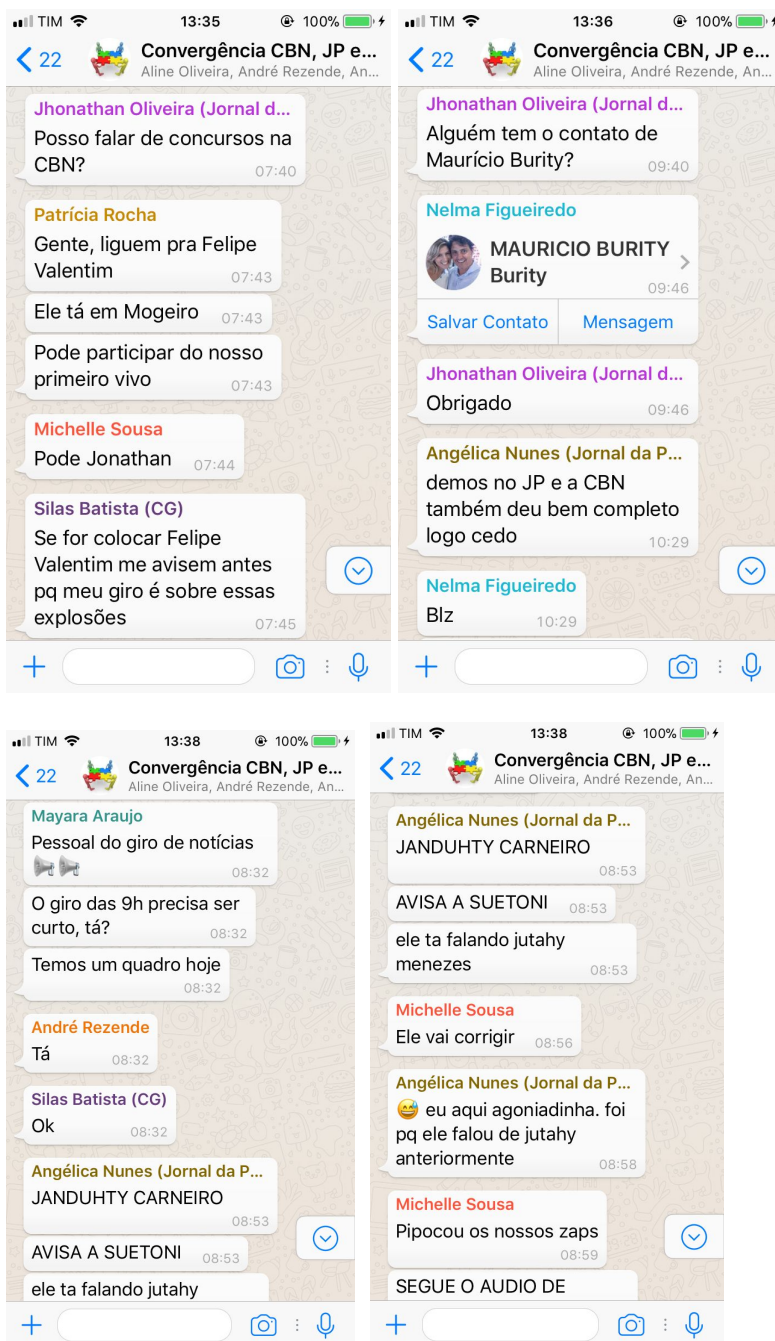 TIM 13:35 100%
22 Convergência CBN, JP e...
Aline Oliveira, André Rezende, An...
Jhonathan Oliveira (Jornal d...
Posso falar de concursos na
CBN? 07:40
Patrícia Rocha
Gente, liguem pra Felipe
Valentim 07:43
Ele tá em Mogeiro 07:43
Pode participar do nosso
primeiro vivo 07:43
Michelle Sousa
Pode Jonathan 07:44
Silas Batista (CG)
Se for colocar Felipe
Valentim me avisem antes
pq meu giro é sobre essas
explosões 07:45
TIM 13:36 100%
22 Convergência CBN, JP e...
Aline Oliveira, André Rezende, An...
Jhonathan Oliveira (Jornal d...
Alguém tem o contato de
Maurício Burity? 09:40
Nelma Figueiredo
MAURICIO BURITY
Burity
09:46
Salvar Contato Mensagem
Jhonathan Oliveira (Jornal d...
Obrigado 09:46
Angélica Nunes (Jornal da P...
demos no JP e a CBN
também deu bem completo
logo cedo 10:29
Nelma Figueiredo
Blz 10:29
TIM 13:38 100%
22 Convergência CBN, JP e...
Aline Oliveira, André Rezende, An...
Mayara Araujo
Pessoal do giro de notícias
08:32
O giro das 9h precisa ser
curto, tá? 08:32
Temos um quadro hoje
08:32
André Rezende
Tá 08:32
Silas Batista (CG)
Ok 08:32
Angélica Nunes (Jornal da P...
JANDUHTY CARNEIRO
08:53
AVISA A SUETONI 08:53
ele ta falando jutahy
TIM 13:38 100%
22 Convergência CBN, JP e...
Aline Oliveira, André Rezende, An...
Angélica Nunes (Jornal da P...
JANDUHTY CARNEIRO
08:53
AVISA A SUETONI 08:53
ele ta falando jutahy
menezes 08:53
Michelle Sousa
Ele vai corrigir 08:56
Angélica Nunes (Jornal da P...
😅 eu aqui agoniadinha. foi
pq ele falou de jutahy
anteriormente 08:58
Michelle Sousa
Pipocou os nossos zaps
08:59
SEGUE O AUDIO DE